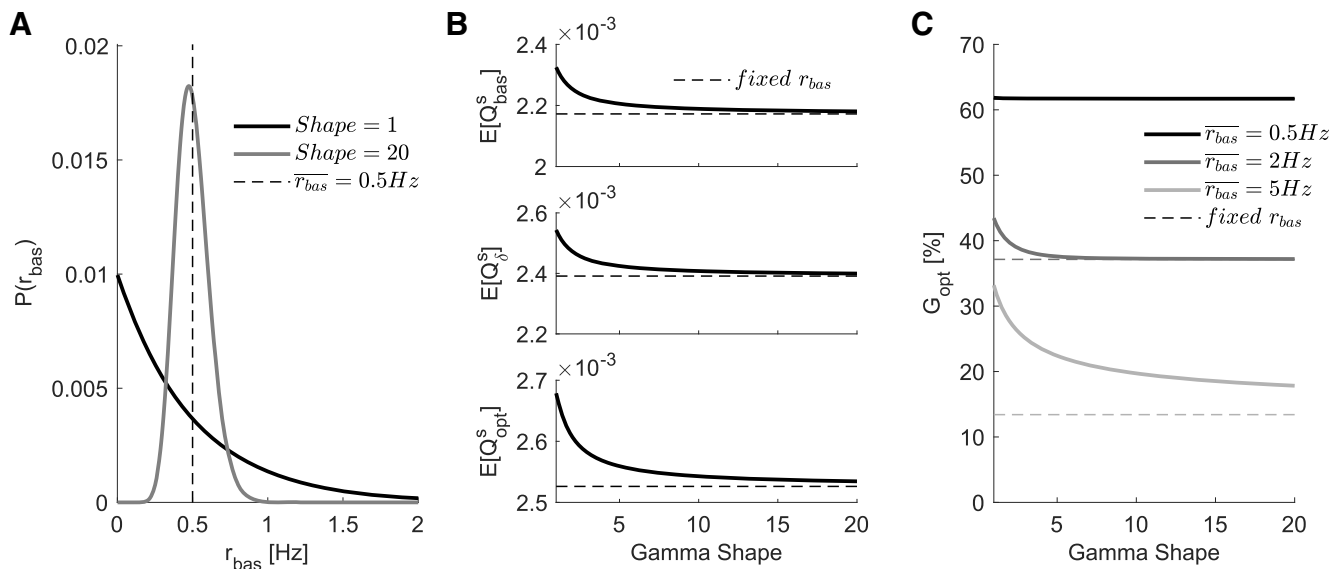 A
0.02
0.015
0.01
0.005
0
P(r_bas)
Shape = 1
Shape = 20
r_bas = 0.5Hz
0 0.5 1 1.5 2
r_bas [Hz]
B
×10⁻³
2.4
2.2
2
E[Q^s_bas]
fixed r_bas
×10⁻³
2.6
2.4
2.2
E[Q^s_δ]
×10⁻³
2.7
2.6
2.5
E[Q^s_opt]
5 10 15 20
Gamma Shape
C
70
60
50
40
30
20
10
0
G_opt [%]
r_bas = 0.5Hz
r_bas = 2Hz
r_bas = 5Hz
fixed r_bas
5 10 15 20
Gamma Shape